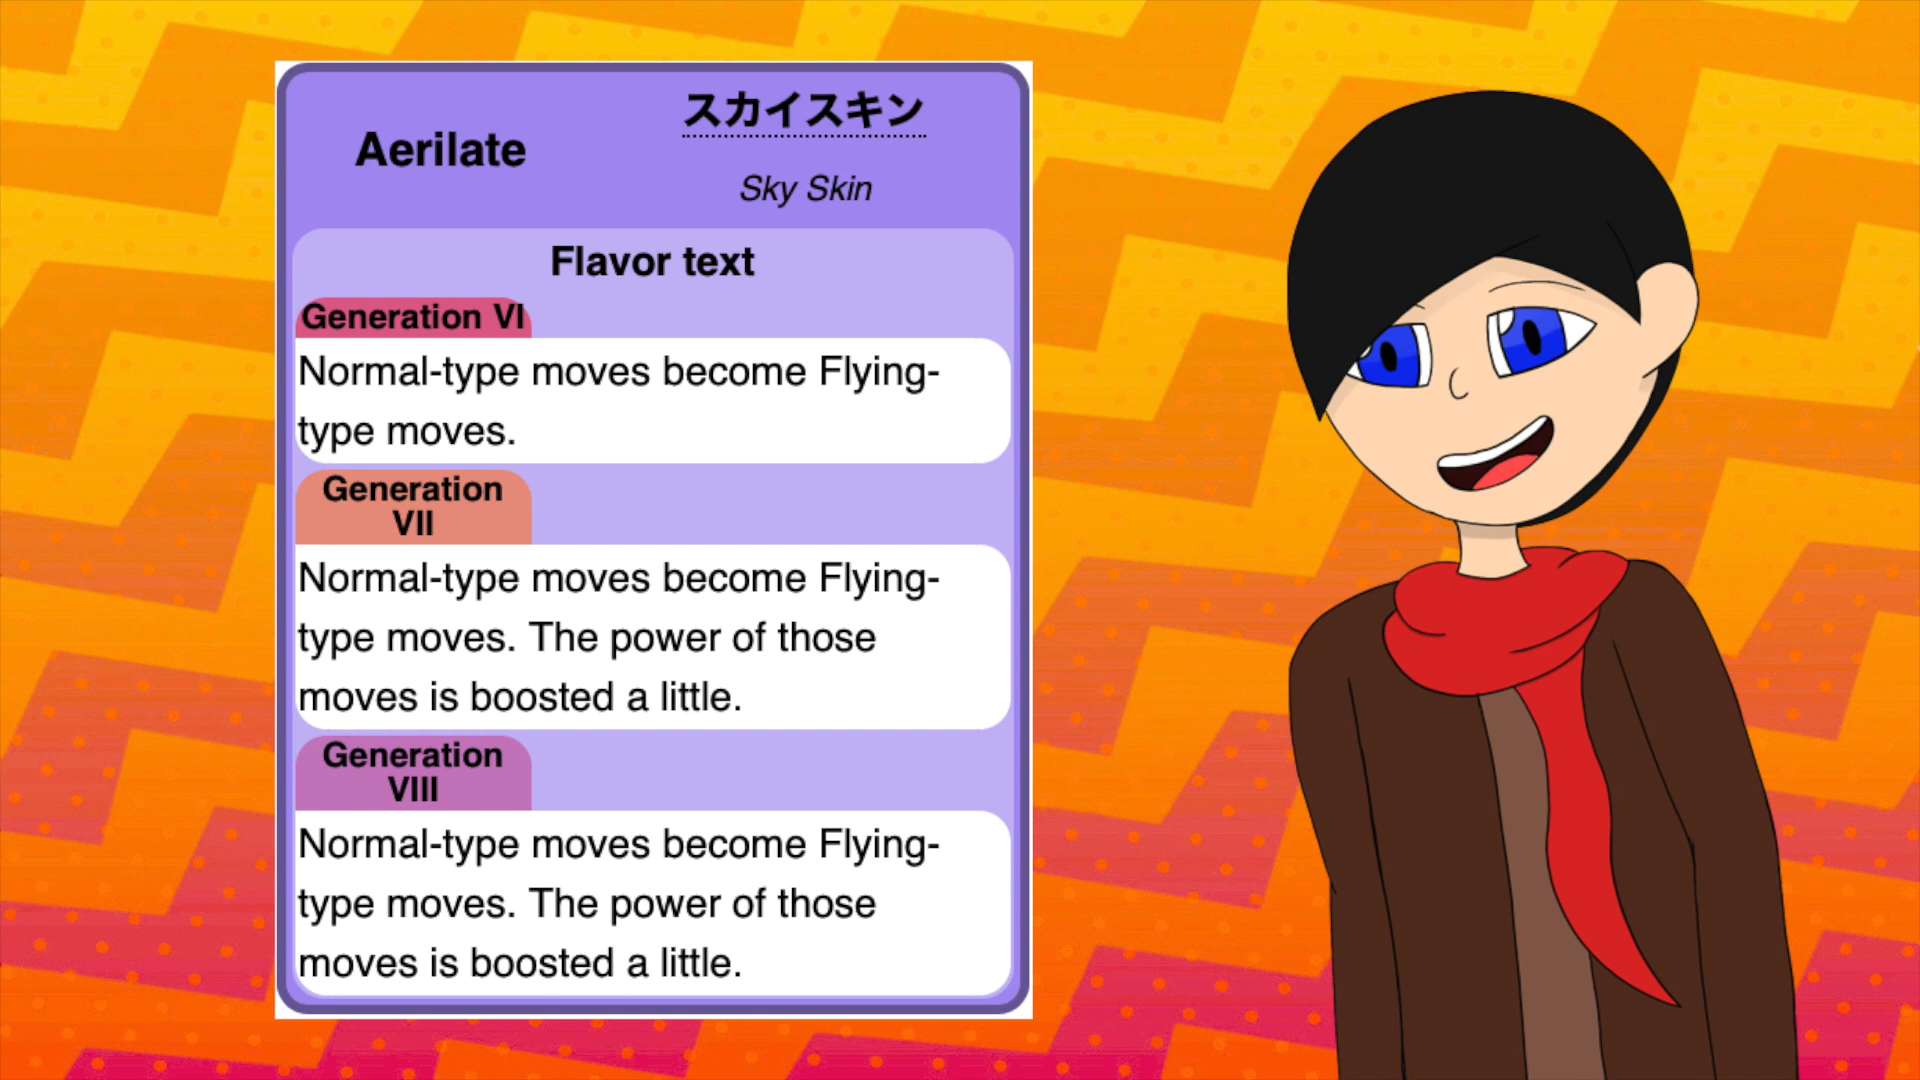 Aerilate
スカイスキン
Sky Skin
Flavor text
Generation VI
Normal-type moves become Flying-
type moves.
Generation
VII
Normal-type moves become Flying-
type moves. The power of those
moves is boosted a little.
Generation
VIII
Normal-type moves become Flying-
type moves. The power of those
moves is boosted a little.